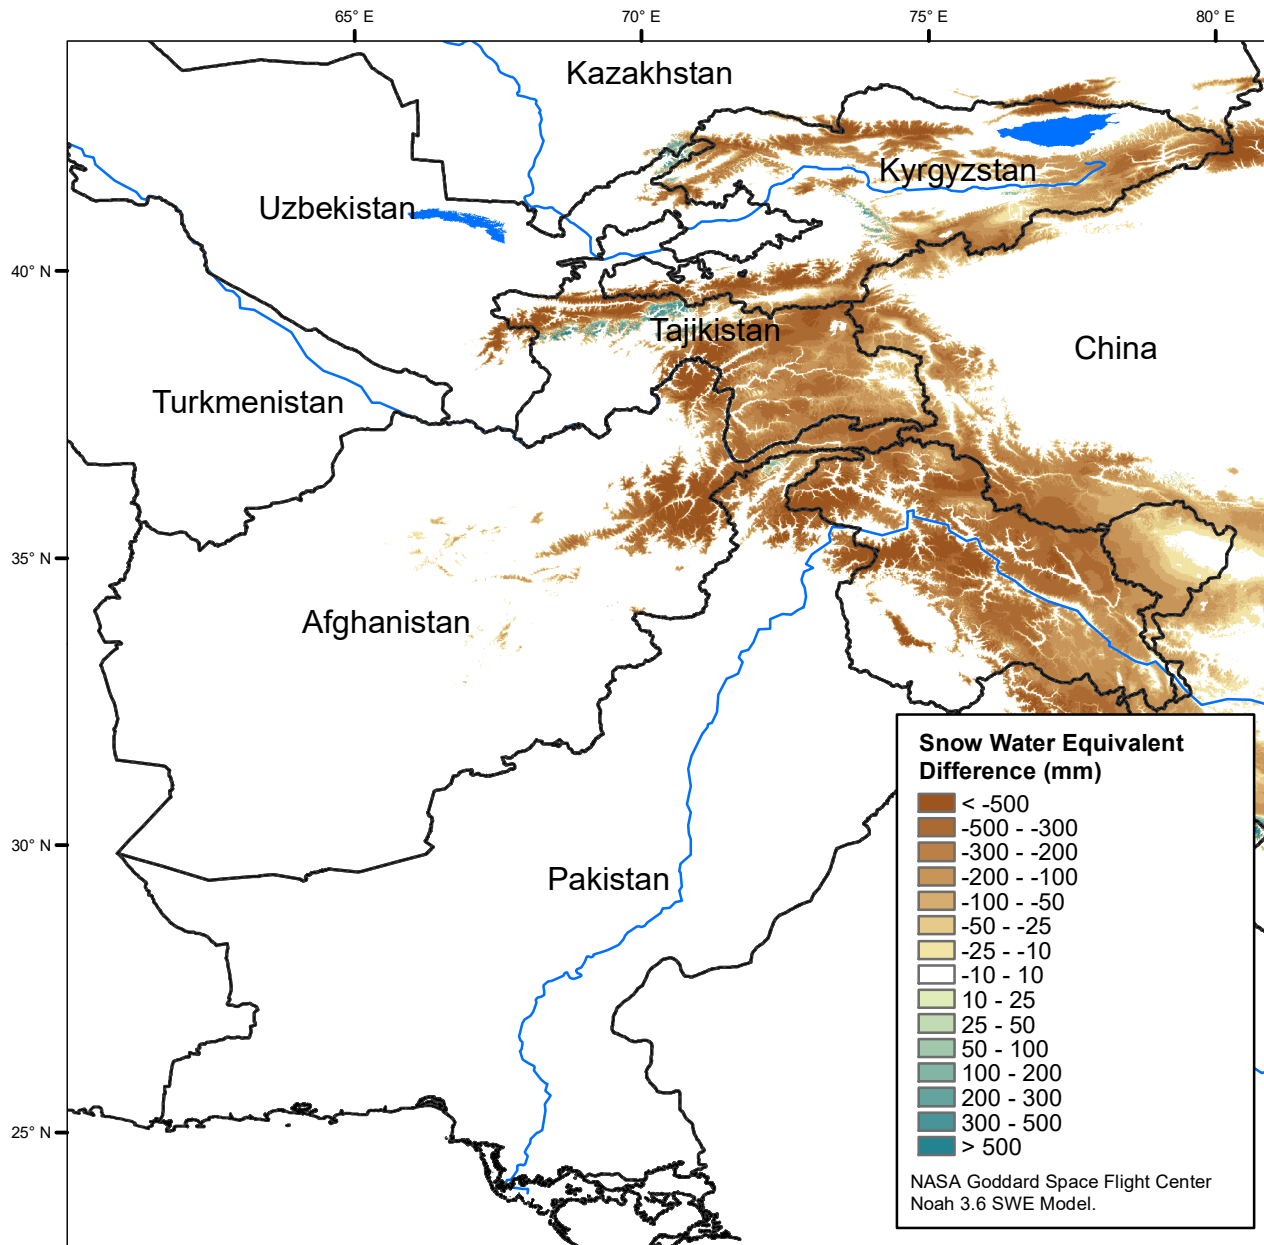 65° E
70° E
75° E
80° E
Kazakhstan
Kyrgyzstan
Uzbekistan
40° N
Tajikistan
China
Turkmenistan
35° N
Afghanistan
Snow Water Equivalent
Difference (mm)
< -500
-500 - -300
-300 - -200
-200 - -100
-100 - -50
-50 - -25
-25 - -10
-10 - 10
10 - 25
25 - 50
50 - 100
100 - 200
200 - 300
300 - 500
> 500
30° N
Pakistan
25° N
NASA Goddard Space Flight Center
Noah 3.6 SWE Model.